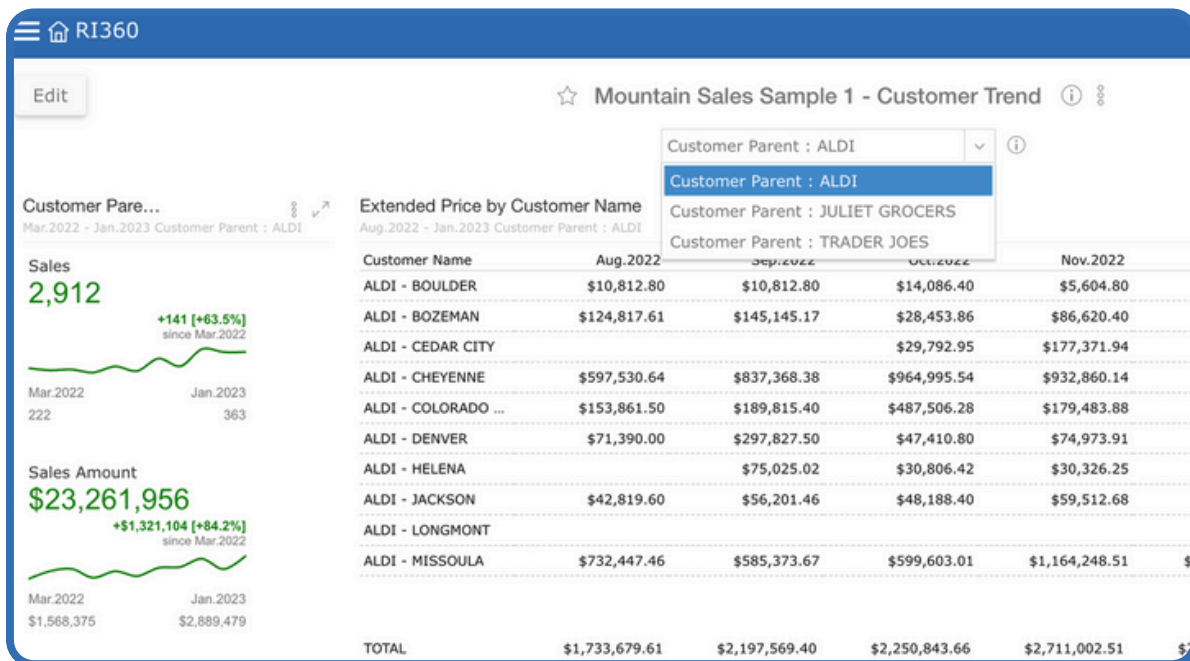 RI360
Edit
Mountain Sales Sample 1 - Customer Trend
Customer Parent : ALDI
Customer Parent : ALDI
Customer Parent : JULIET GROCERS
Customer Parent : TRADER JOES
Customer Pare...
Mar.2022 - Jan.2023 Customer Parent : ALDI
Sales
2,912
+141 [+63.5%]
since Mar.2022
Mar.2022 Jan.2023
222 363
Sales Amount
$23,261,956
+$1,321,104 [+84.2%]
since Mar.2022
Mar.2022 Jan.2023
$1,568,375 $2,889,479
Extended Price by Customer Name
Aug.2022 - Jan.2023 Customer Parent : ALDI
Customer Name Aug.2022 Sep.2022 Oct.2022 Nov.2022
ALDI - BOULDER $10,812.80 $10,812.80 $14,086.40 $5,604.80
ALDI - BOZEMAN $124,817.61 $145,145.17 $28,453.86 $86,620.40
ALDI - CEDAR CITY $29,792.95 $177,371.94
ALDI - CHEYENNE $597,530.64 $837,368.38 $964,995.54 $932,860.14
ALDI - COLORADO ... $153,861.50 $189,815.40 $487,506.28 $179,483.88
ALDI - DENVER $71,390.00 $297,827.50 $47,410.80 $74,973.91
ALDI - HELENA $75,025.02 $30,806.42 $30,326.25
ALDI - JACKSON $42,819.60 $56,201.46 $48,188.40 $59,512.68
ALDI - LONGMONT
ALDI - MISSOULA $732,447.46 $585,373.67 $599,603.01 $1,164,248.51
TOTAL $1,733,679.61 $2,197,569.40 $2,250,843.66 $2,711,002.51